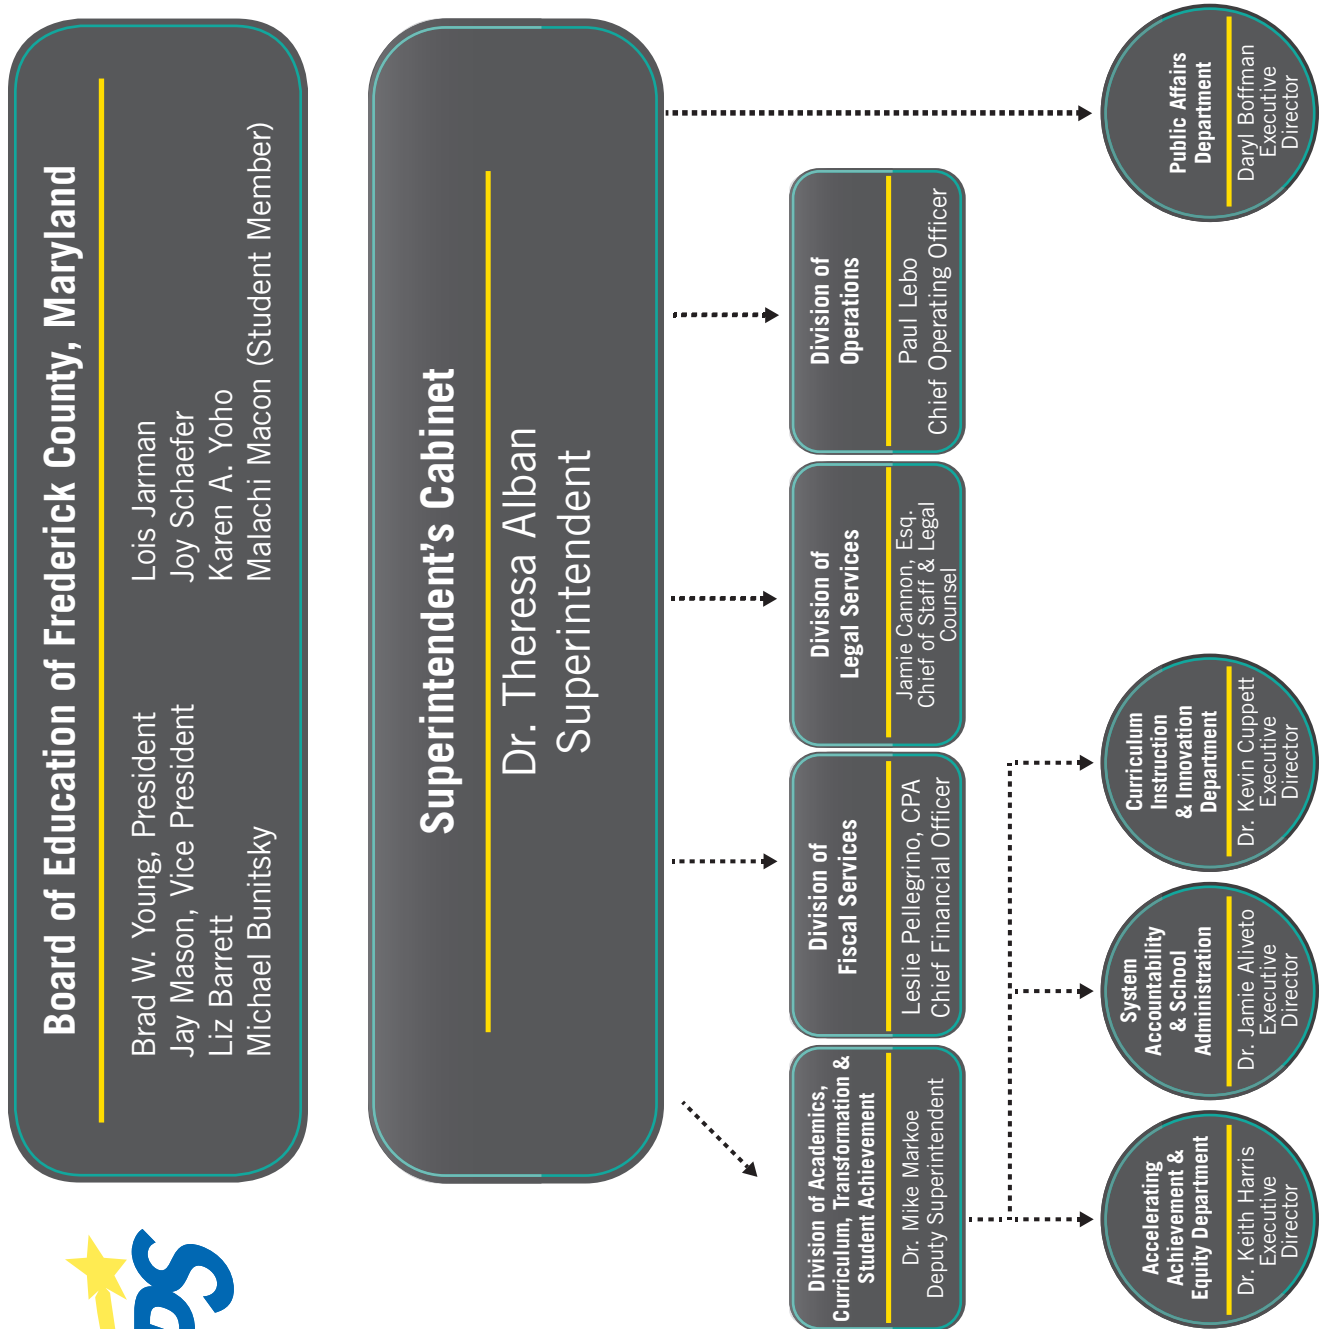 Board of Education of Frederick County, Maryland
Brad W. Young, President
Jay Mason, Vice President
Liz Barrett
Michael Bunitsky
Lois Jarman
Joy Schaefer
Karen A. Yoho
Malachi Macon (Student Member)
Superintendent's Cabinet
Dr. Theresa Alban
Superintendent
Division of Academics,
Curriculum, Transformation &
Student Achievement
Dr. Mike Markoe
Deputy Superintendent
Division of
Fiscal Services
Leslie Pellegrino, CPA
Chief Financial Officer
Division of
Legal Services
Jamie Cannon, Esq.
Chief of Staff & Legal
Counsel
Division of
Operations
Paul Lebo
Chief Operating Officer
Accelerating
Achievement &
Equity Department
Dr. Keith Harris
Executive
Director
System
Accountability
& School
Administration
Dr. Jamie Aliveto
Executive
Director
Curriculum
Instruction
& Innovation
Department
Dr. Kevin Cuppett
Executive
Director
Public Affairs
Department
Daryl Boffman
Executive
Director